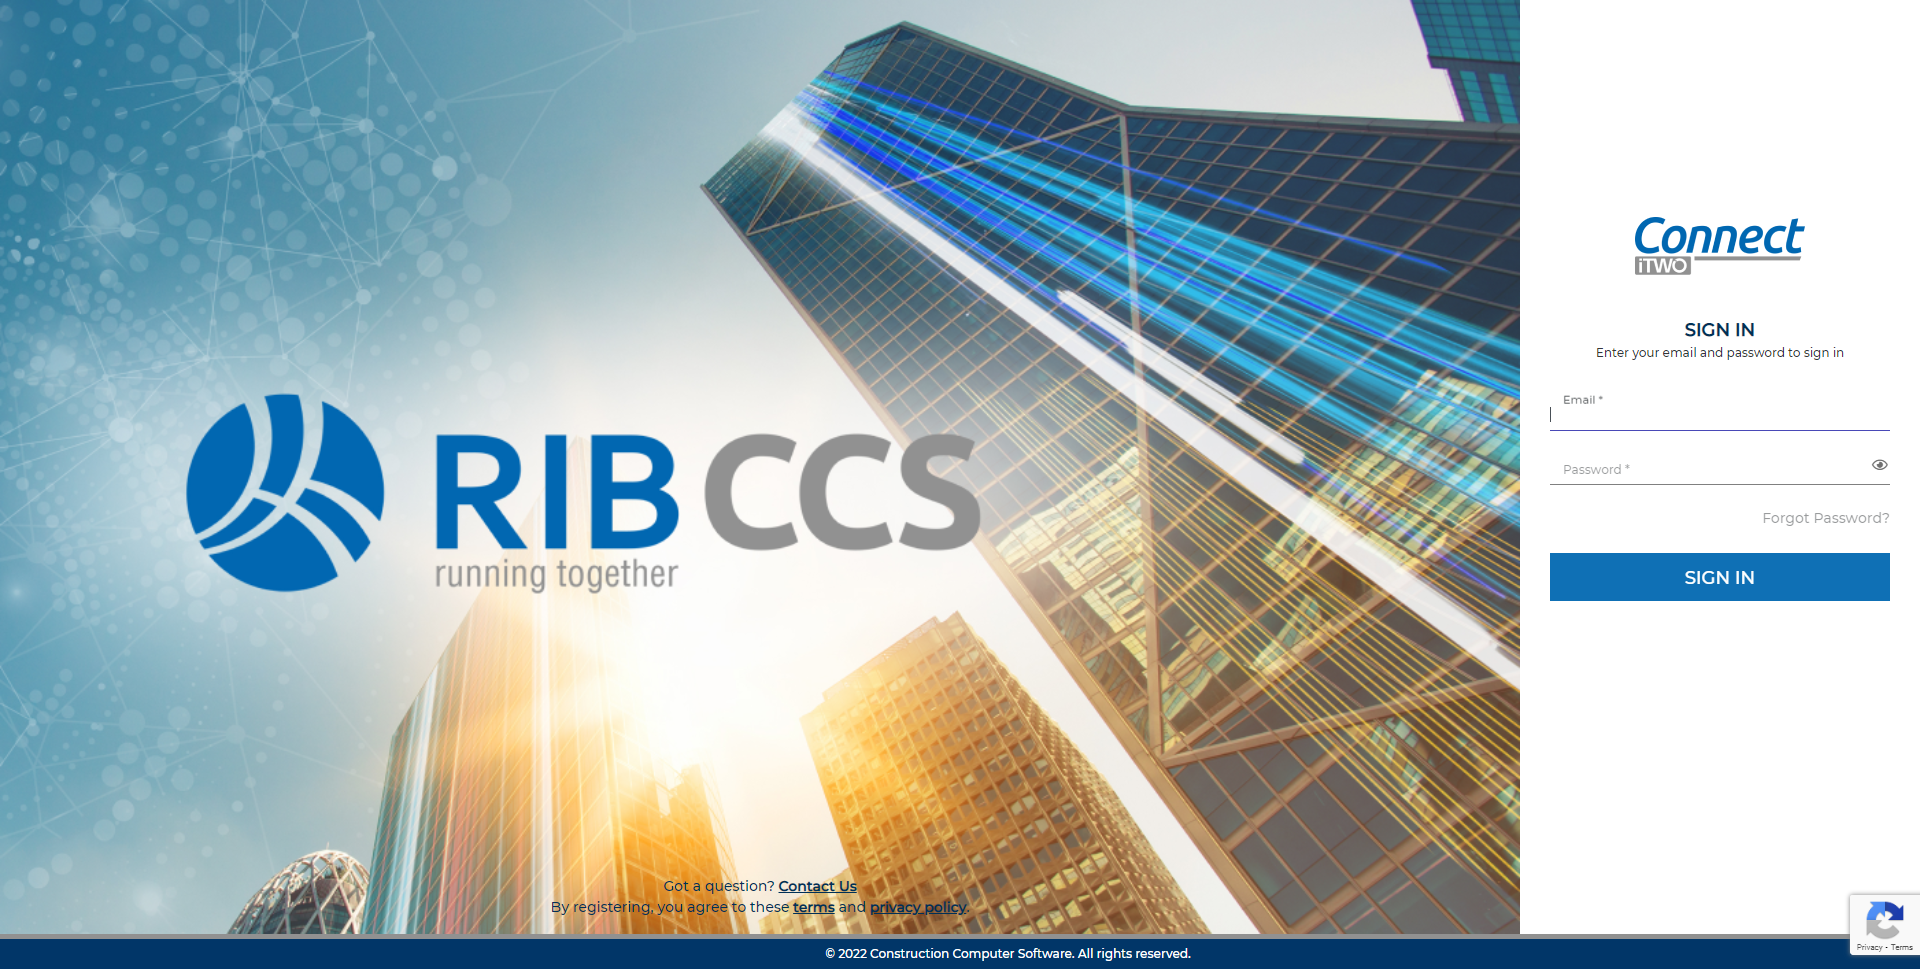 Connect
iTWO
SIGN IN
Enter your email and password to sign in
Email *
Password *
Forgot Password?
SIGN IN
RIB CCS
running together
Got a question? Contact Us
By registering, you agree to these terms and privacy policy.
© 2022 Construction Computer Software. All rights reserved.
Privacy - Terms